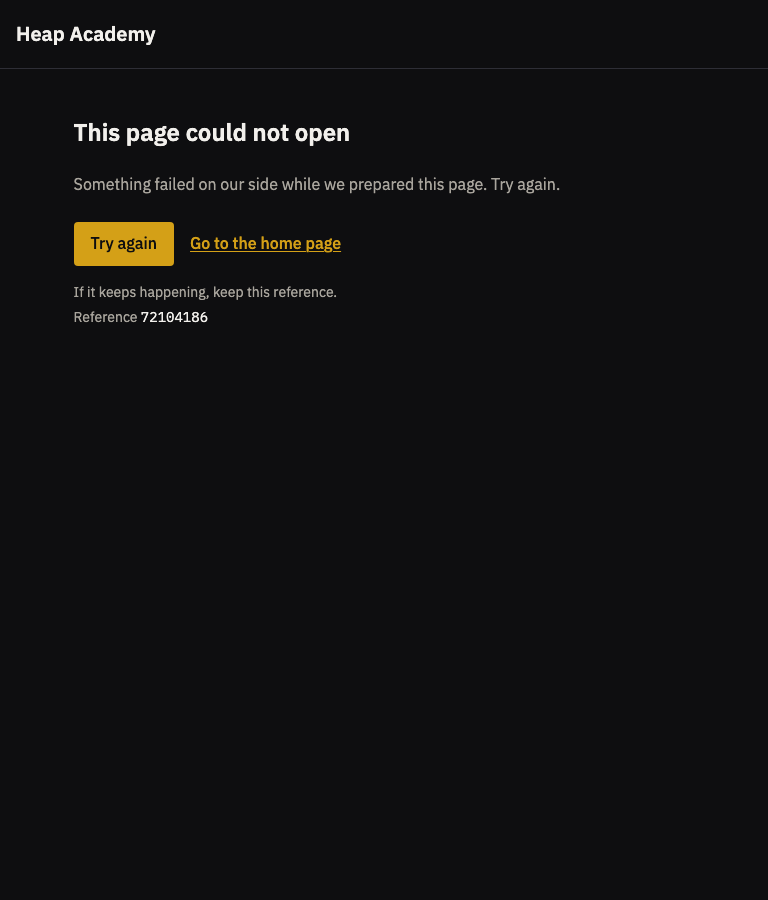 Heap Academy
This page could not open
Something failed on our side while we prepared this page. Try again.
Try again
Go to the home page
If it keeps happening, keep this reference.
Reference 72104186